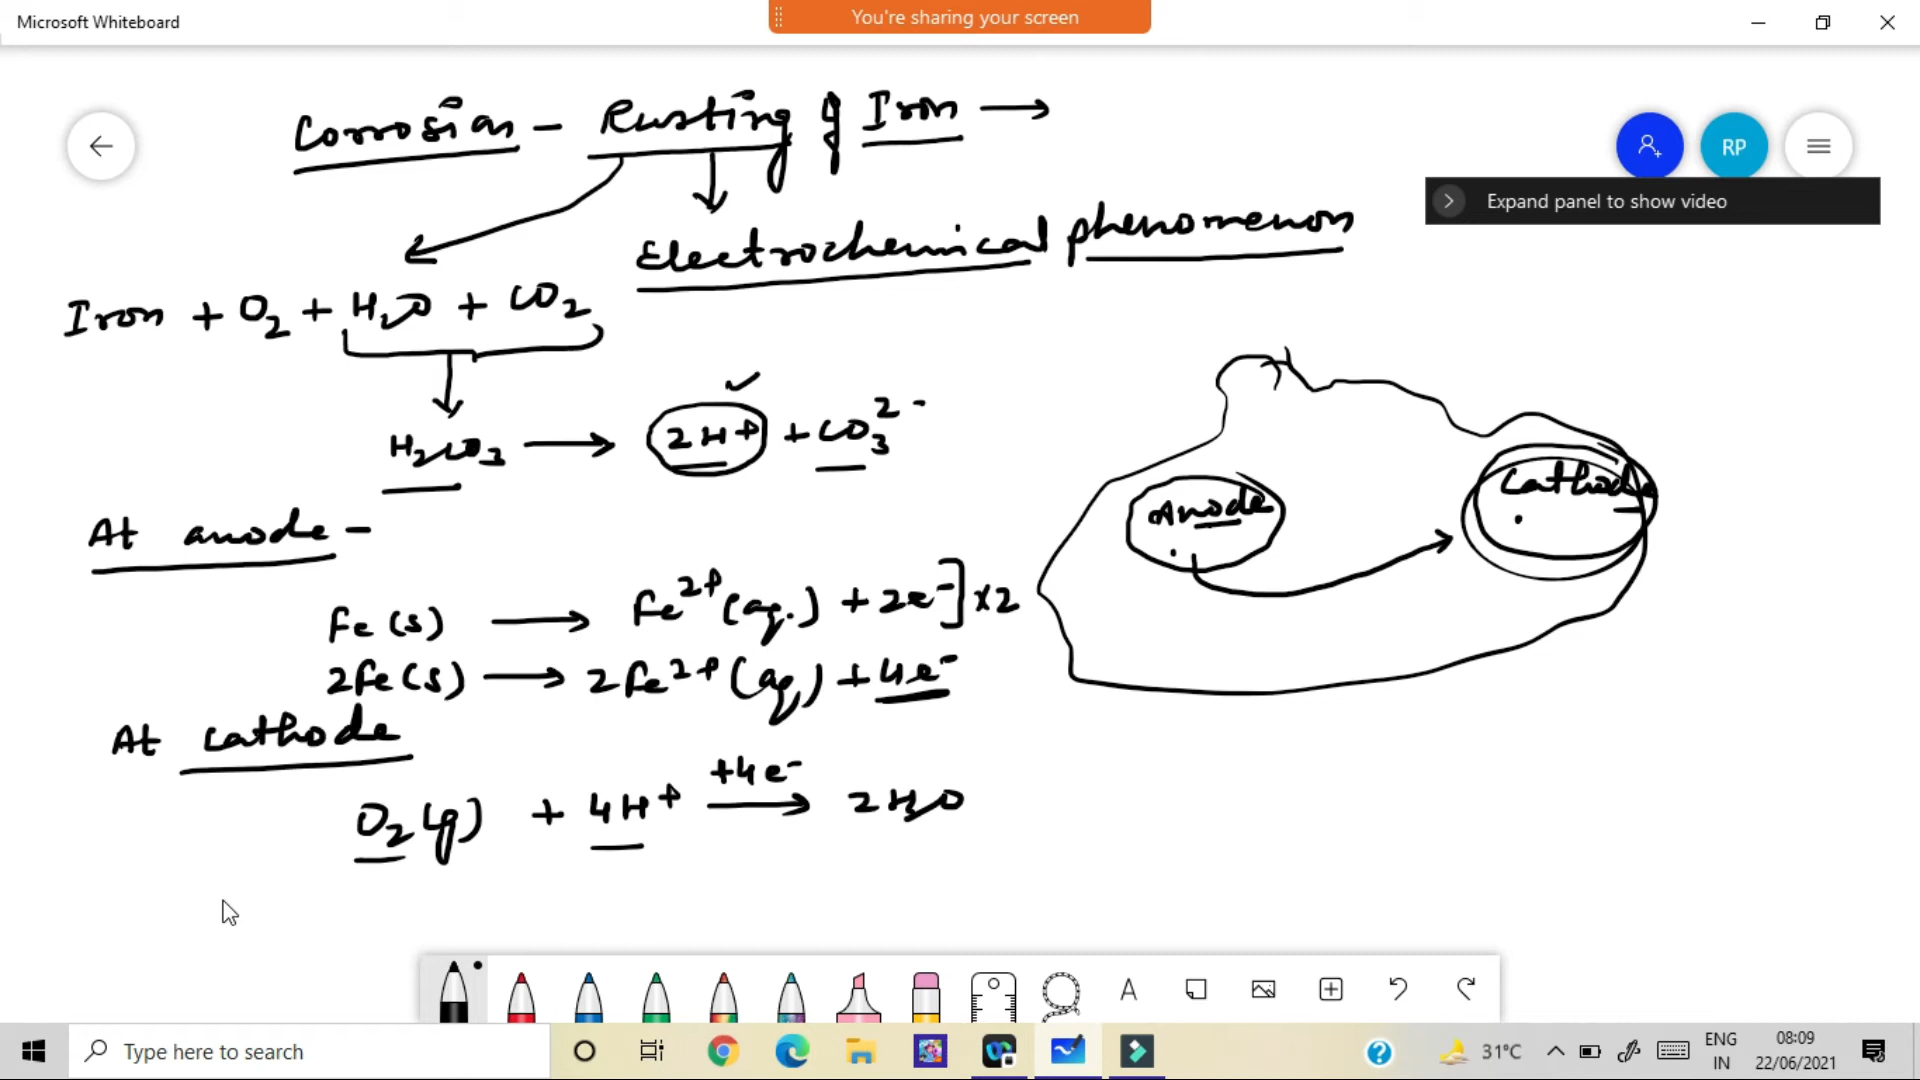 Microsoft Whiteboard
You're sharing your screen
Corrosion - Rusting of Iron →
RP
Expand panel to show video
Electrochemical phenomenon
Iron + O2 + H2O + CO2
H2CO3 → 2H+ + CO3 2-
Anode
Cathode
At anode -
Fe(s) → Fe2+ (aq.) + 2e-] x2
2Fe(s) → 2Fe2+ (aq) + 4e-
At cathode
+4e-
O2(g) + 4H+ → 2H2O
A
Type here to search
31°C
ENG
IN
08:09
22/06/2021